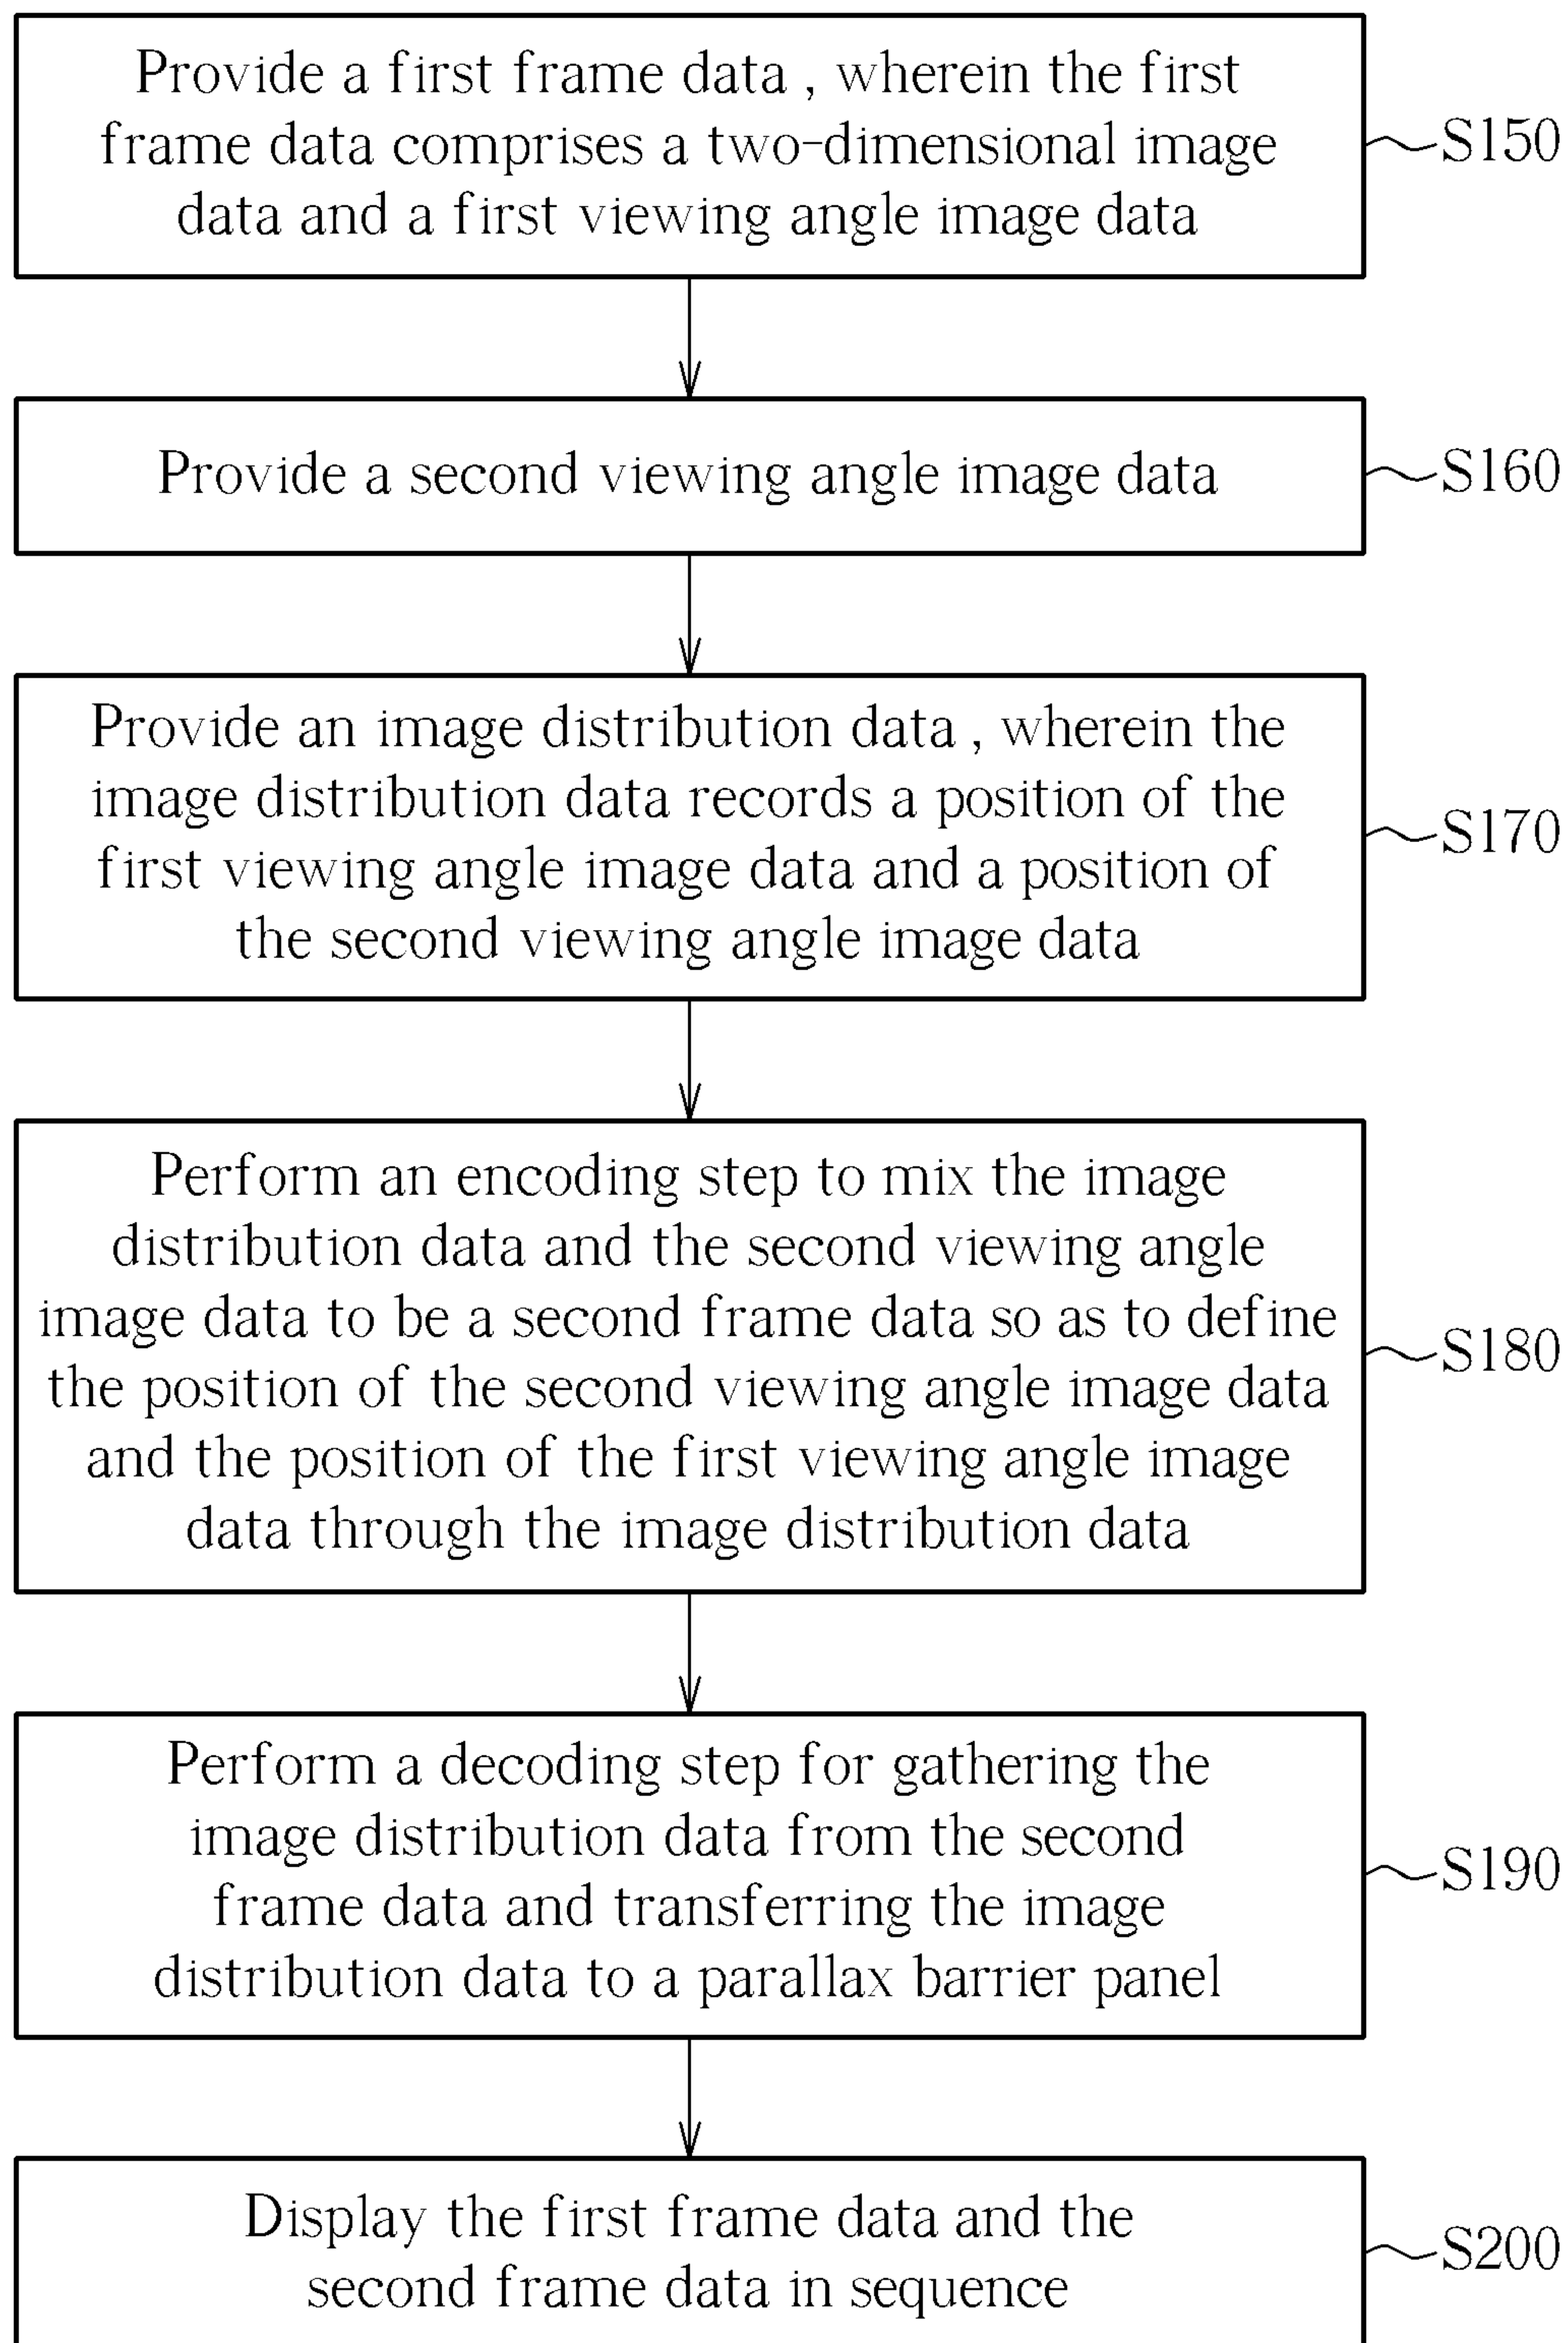 Provide a first frame data , wherein the first
frame data comprises a two-dimensional image
data and a first viewing angle image data
S150
Provide a second viewing angle image data
S160
Provide an image distribution data , wherein the
image distribution data records a position of the
first viewing angle image data and a position of
the second viewing angle image data
S170
Perform an encoding step to mix the image
distribution data and the second viewing angle
image data to be a second frame data so as to define
the position of the second viewing angle image data
and the position of the first viewing angle image
data through the image distribution data
S180
Perform a decoding step for gathering the
image distribution data from the second
frame data and transferring the image
distribution data to a parallax barrier panel
S190
Display the first frame data and the
second frame data in sequence
S200